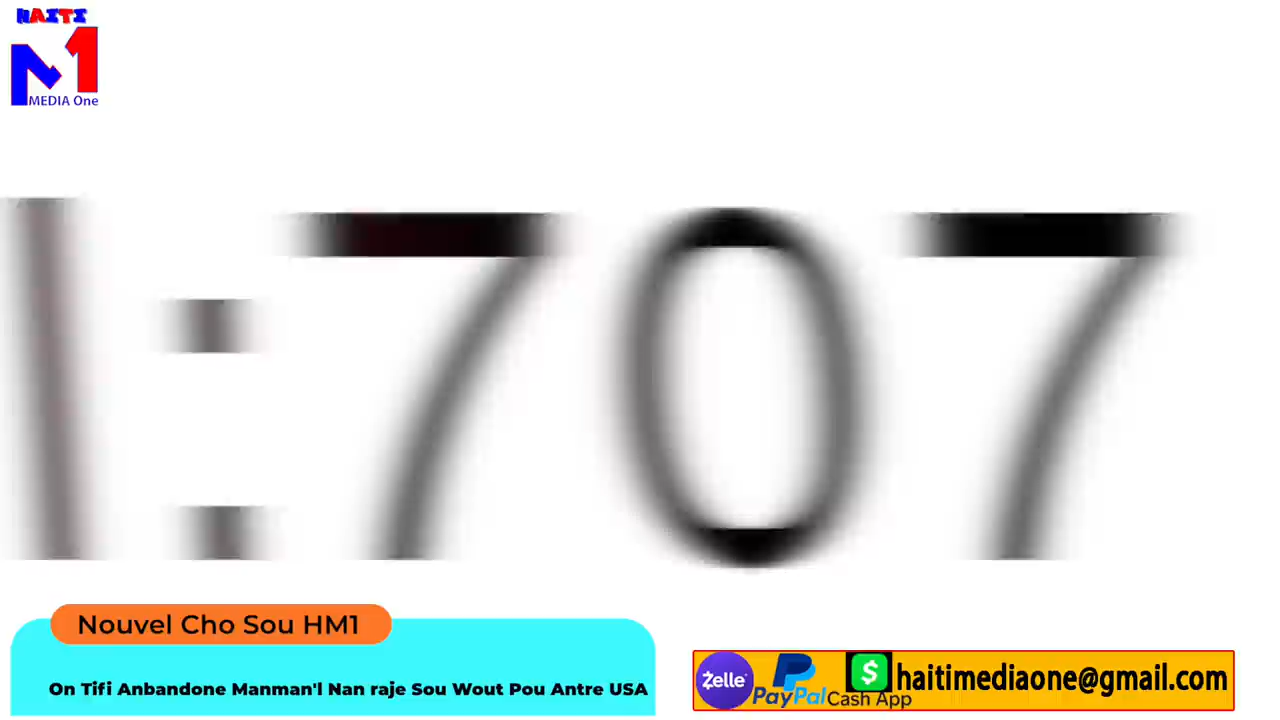 HAITI
M1
MEDIA One
l:707
Nouvel Cho Sou HM1
On Tifi Anbandone Manman'l Nan raje Sou Wout Pou Antre USA
Zelle PayPal $ Cash App haitimediaone@gmail.com